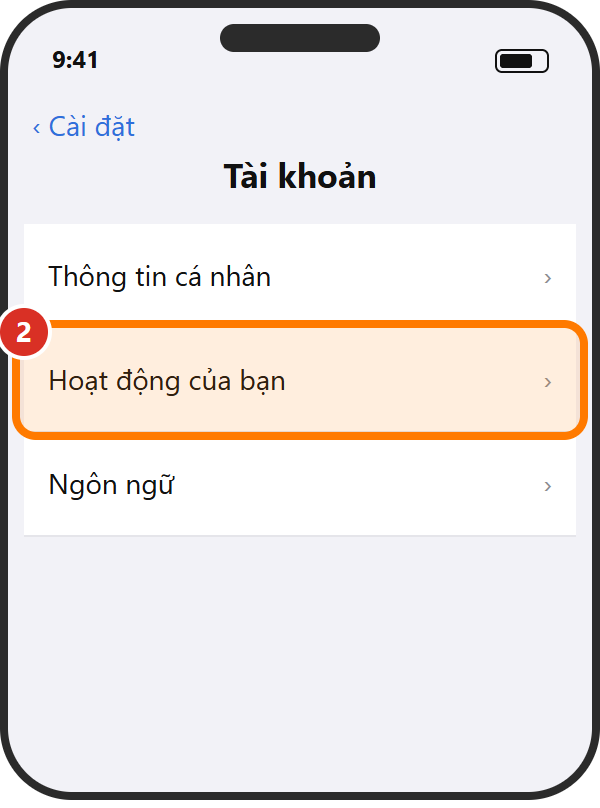 9:41
‹ Cài đặt
Tài khoản
Thông tin cá nhân ›
2
Hoạt động của bạn ›
Ngôn ngữ ›